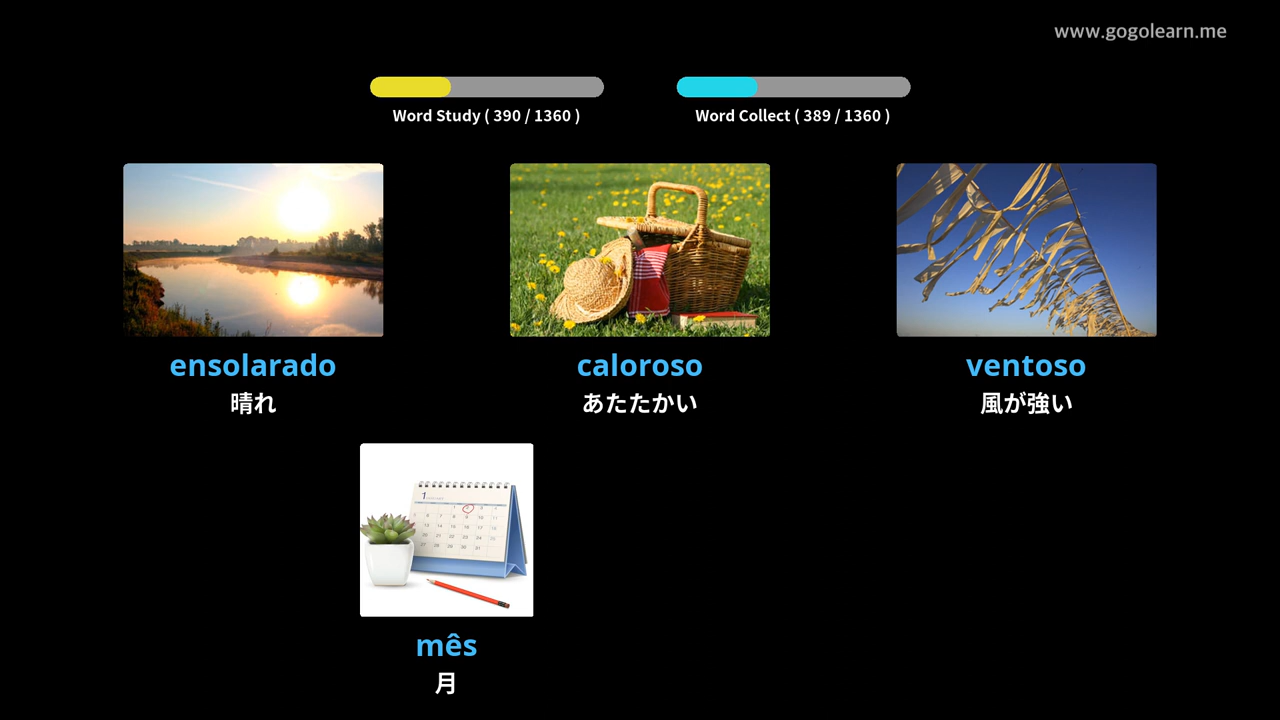 www.gogolearn.me
Word Study ( 390 / 1360 )
Word Collect ( 389 / 1360 )
ensolarado
晴れ
caloroso
あたたかい
ventoso
風が強い
mês
月